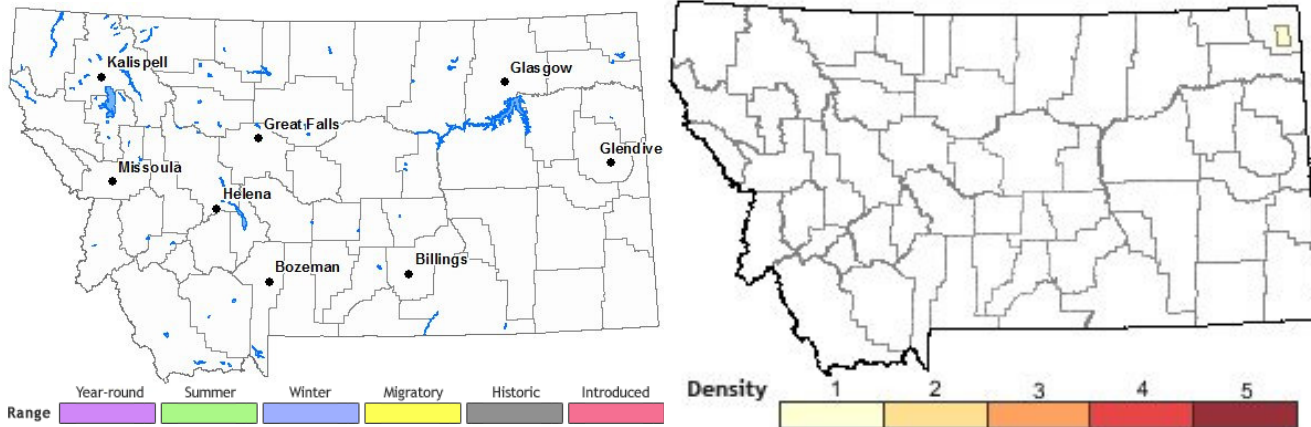 Kalispell
Glasgow
Great Falls
Glendive
Missoula
Helena
Billings
Bozeman
Year-round Summer Winter Migratory Historic Introduced
Range
Density 1 2 3 4 5